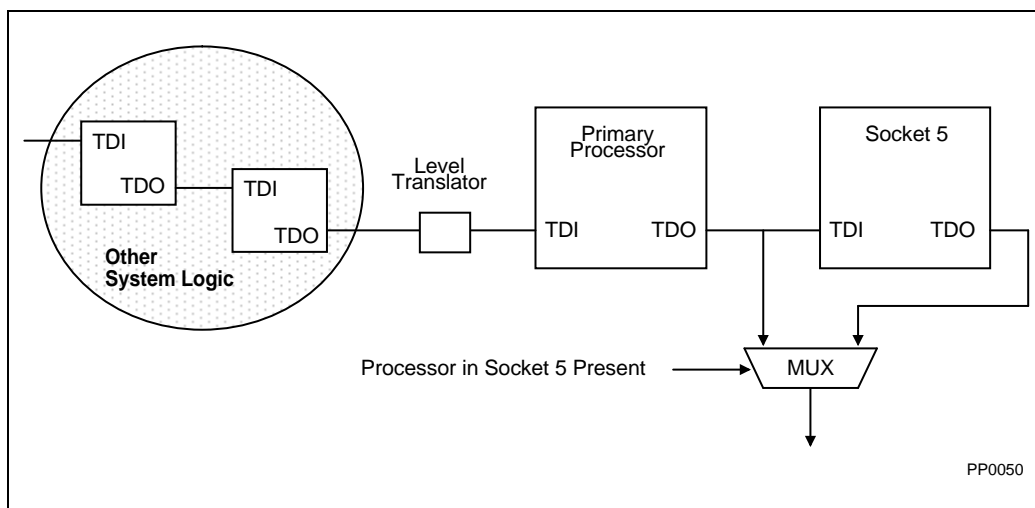 TDI
TDO
TDI
TDO
Other
System Logic
Level
Translator
Primary
Processor
TDI
TDO
Socket 5
TDI
TDO
Processor in Socket 5 Present
MUX
PP0050